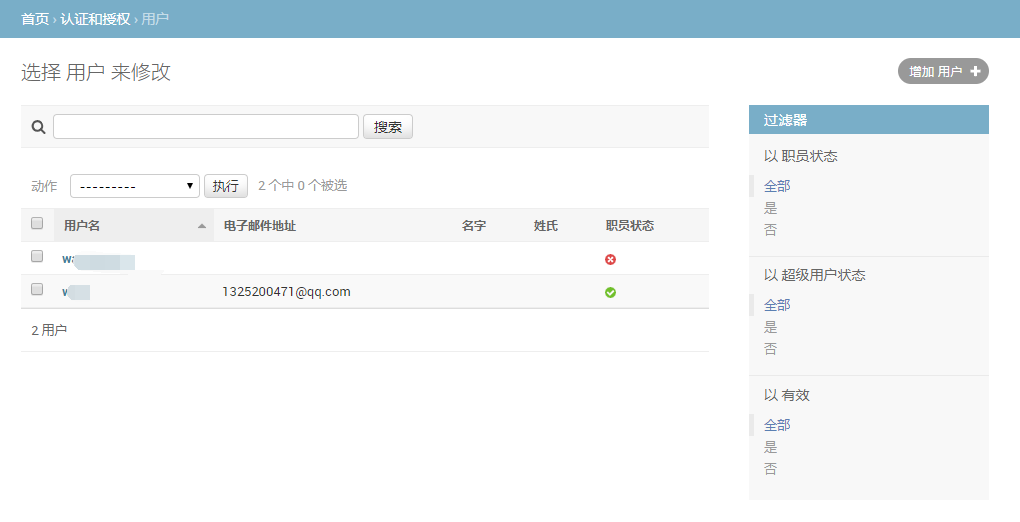 首页 › 认证和授权 › 用户
选择 用户 来修改
增加 用户
搜索
动作 --------- 执行 2 个中 0 个被选
用户名 电子邮件地址 名字 姓氏 职员状态
1325200471@qq.com
2 用户
过滤器
以 职员状态
全部
是
否
以 超级用户状态
全部
是
否
以 有效
全部
是
否